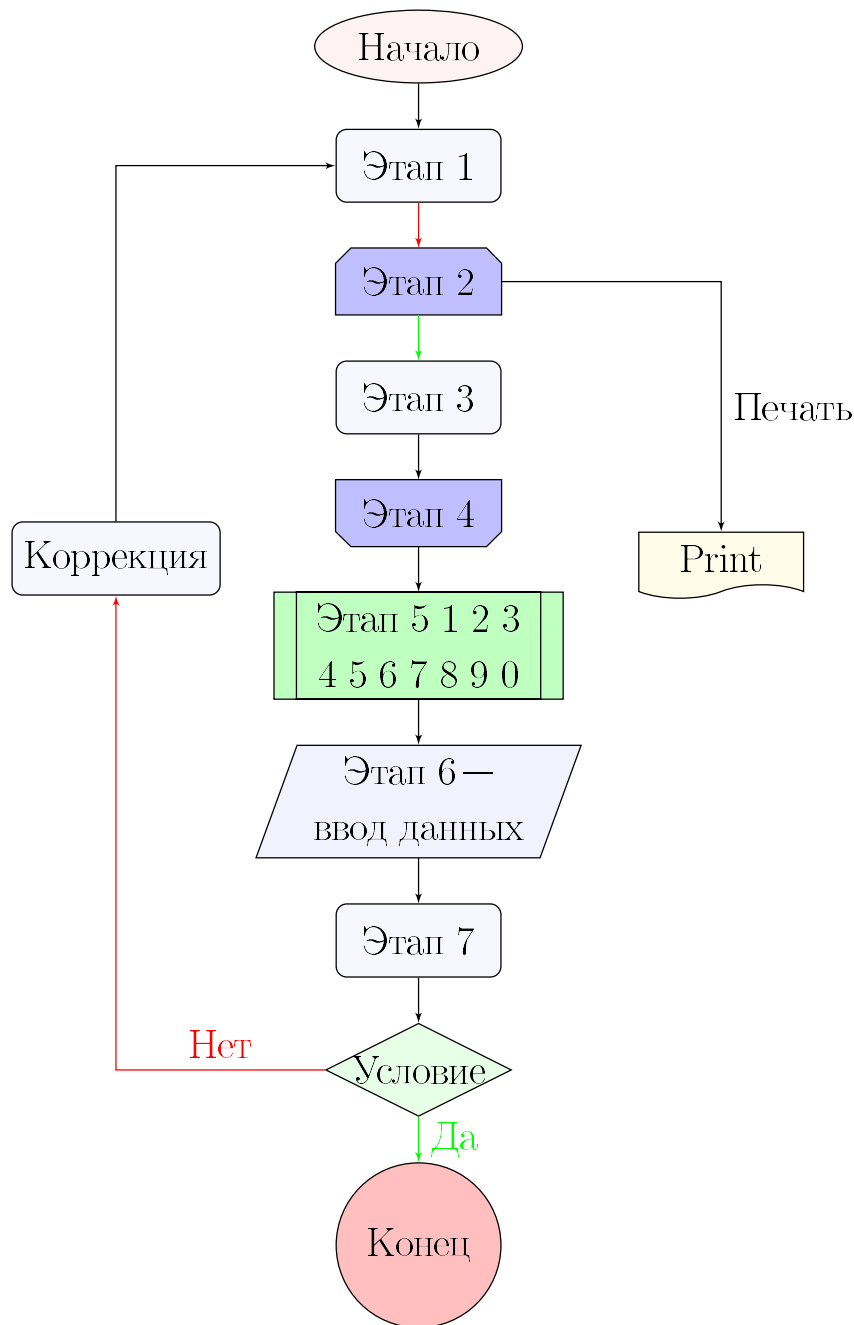 Начало
Этап 1
Этап 2
Этап 3
Печать
Этап 4
Коррекция
Print
Этап 5 1 2 3
4 5 6 7 8 9 0
Этап 6—
ввод данных
Этап 7
Нет
Условие
Да
Конец